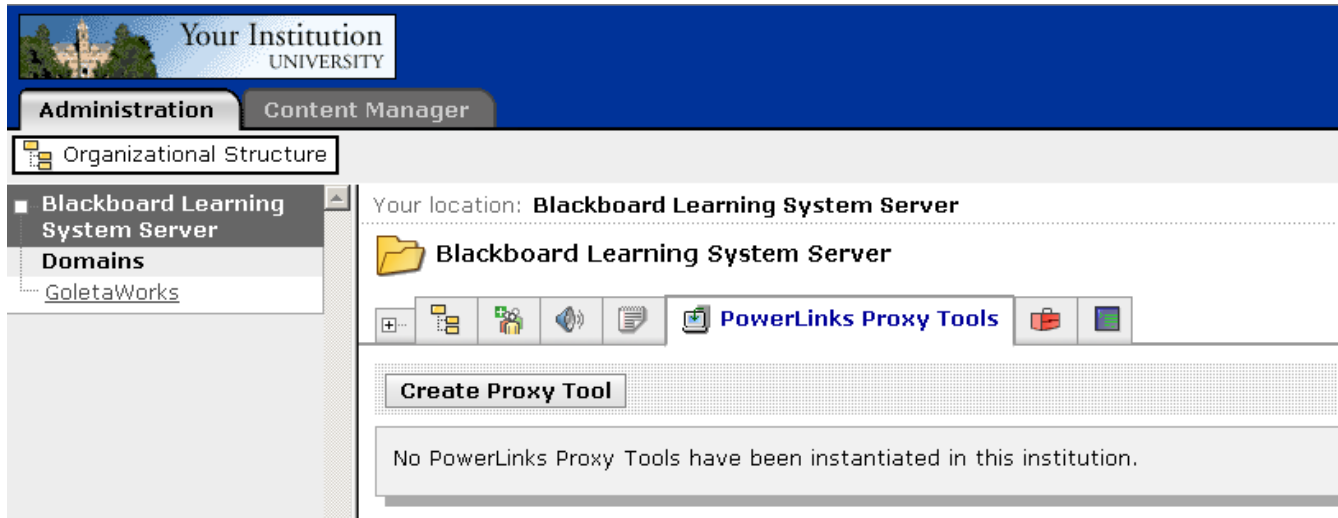 Your Institution
UNIVERSITY
Administration
Content Manager
Organizational Structure
Blackboard Learning
System Server
Domains
GoletaWorks
Your location: Blackboard Learning System Server
Blackboard Learning System Server
PowerLinks Proxy Tools
Create Proxy Tool
No PowerLinks Proxy Tools have been instantiated in this institution.